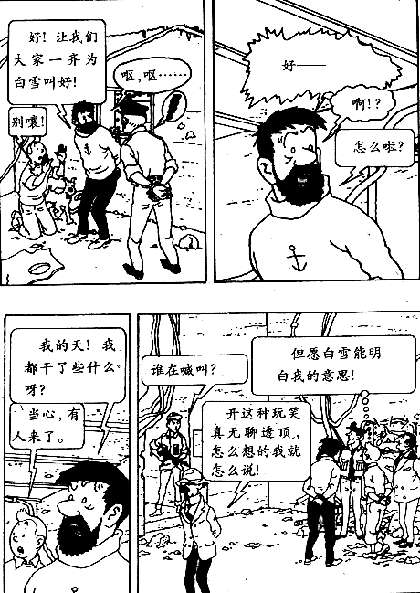 好！让我们
大家一齐为
白雪叫好！
呕，呕……
别嚷！
好——
啊！？
怎么啦？
我的天！我
都干了些什么
呀？
当心，有
人来了。
谁在喊叫？
但愿白雪能明
白我的意思！
开这种玩笑
真无聊透顶，
怎么想的我就
怎么说！